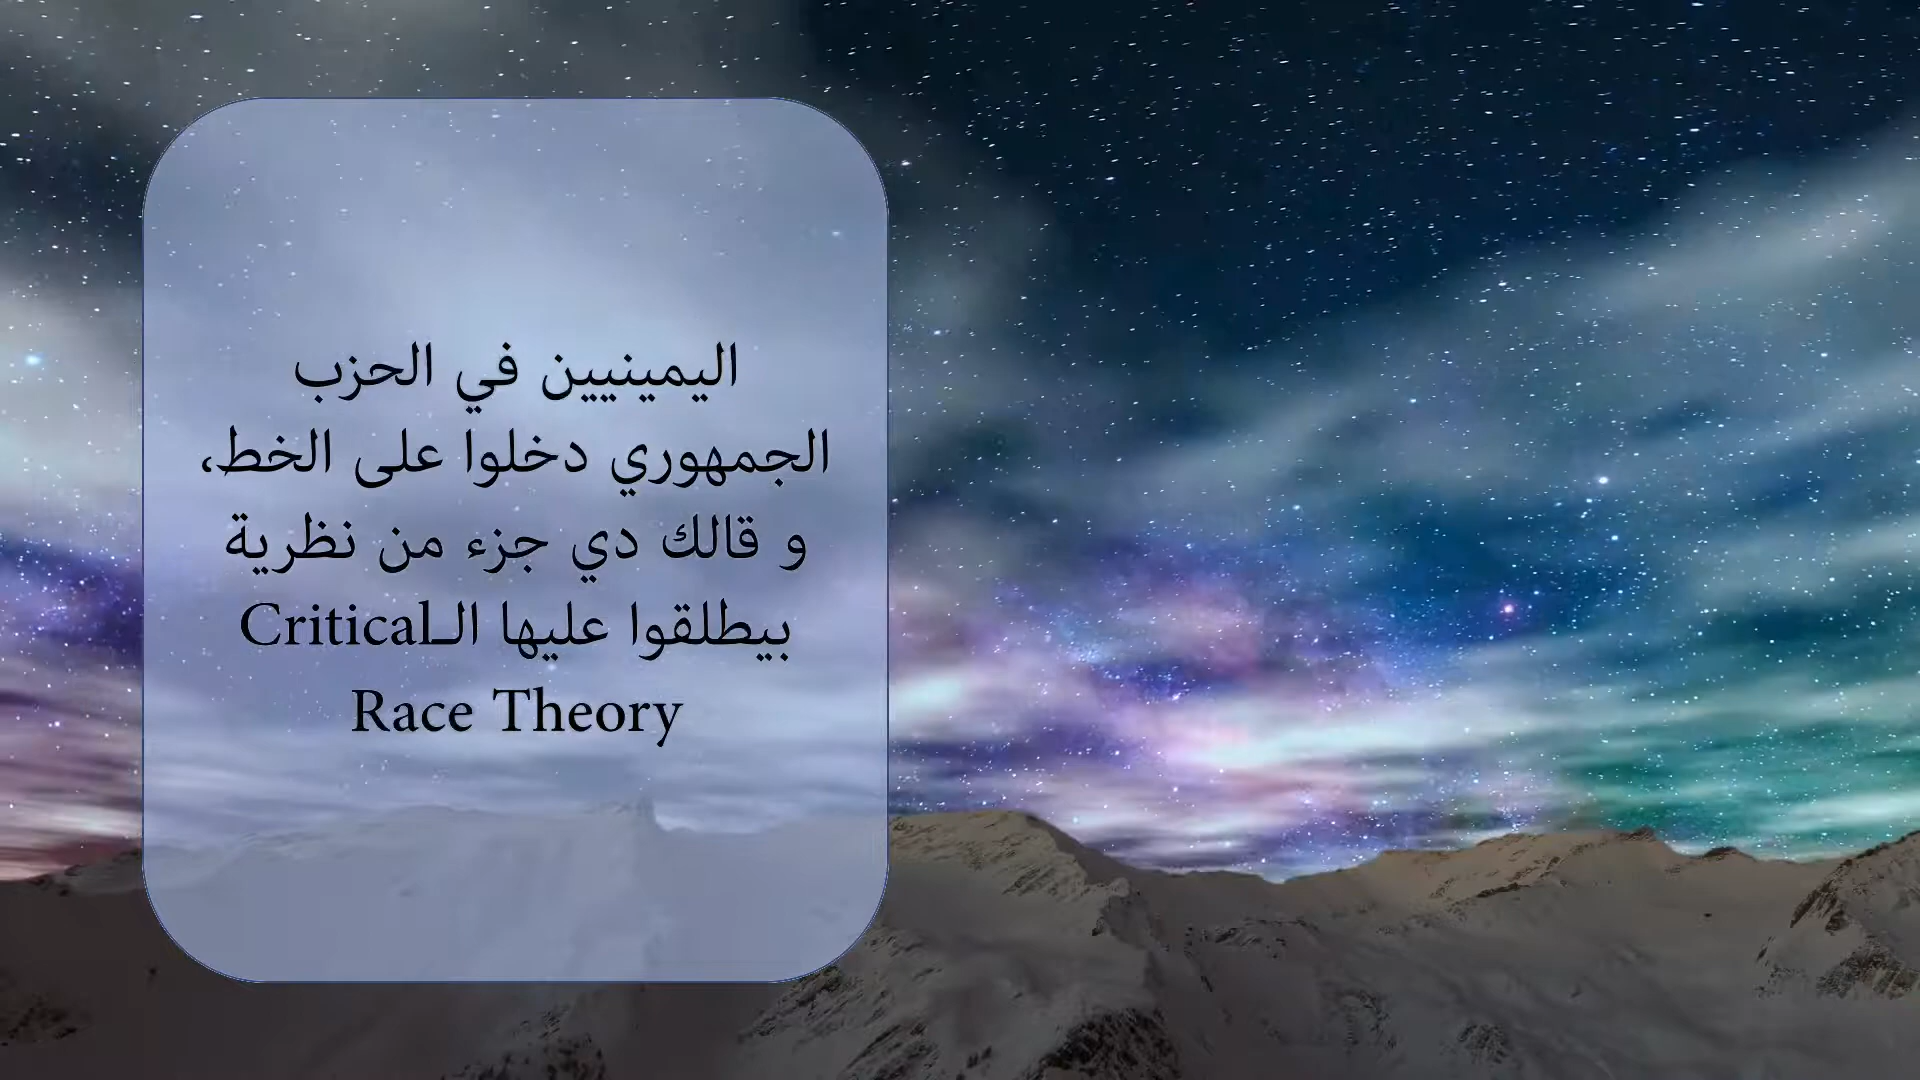 اليمينيين في الحزب
الجمهوري دخلوا على الخط،
و قالك دي جزء من نظرية
بيطلقوا عليها الـCritical
Race Theory